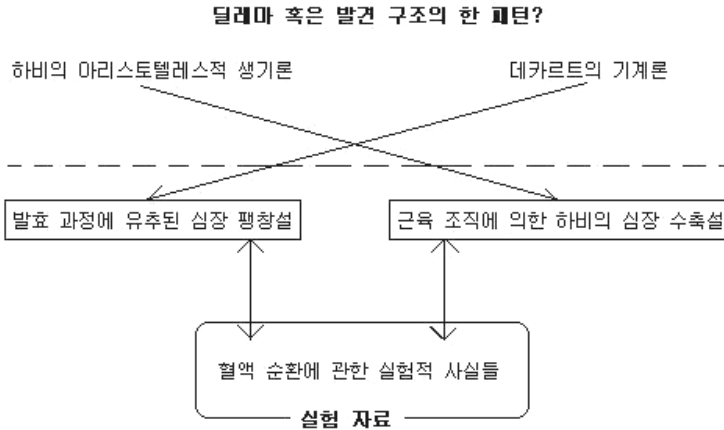 딜레마 혹은 발견 구조의 한 패턴?
하비의 아리스토텔레스적 생기론
데카르트의 기계론
발효 과정에 유추된 심장 팽창설
근육 조직에 의한 하비의 심장 수축설
혈액 순환에 관한 실험적 사실들
실험 자료